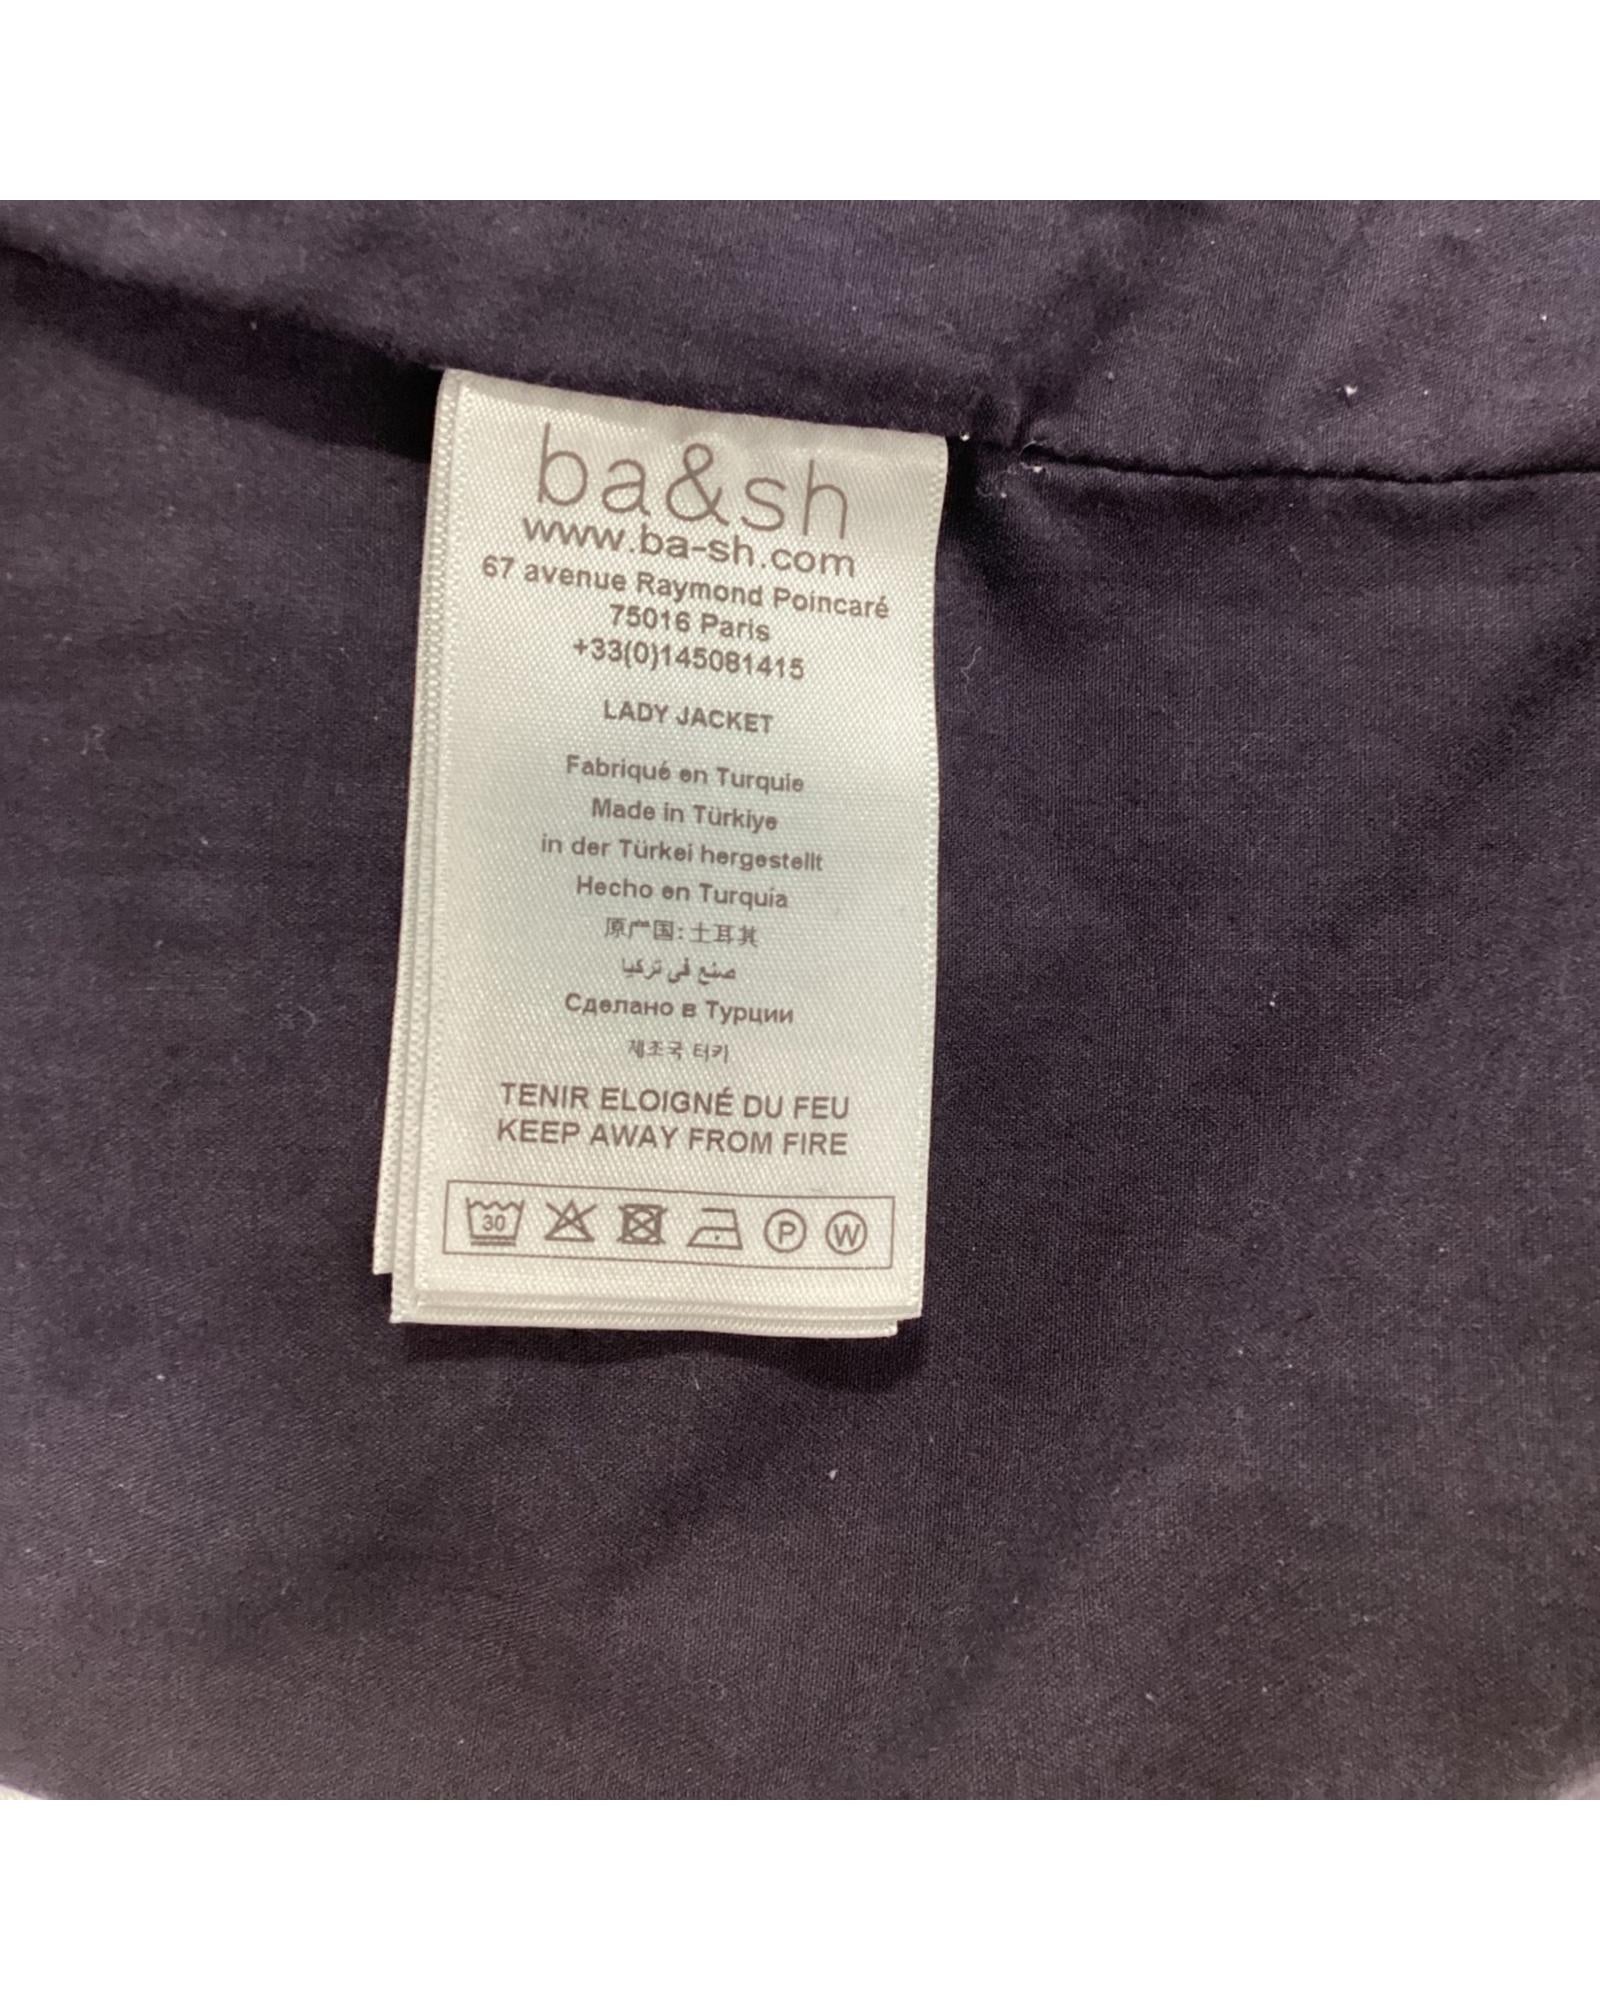 ba&sh
www.ba-sh.com
67 avenue Raymond Poincaré
75016 Paris
+33(0)145081415
LADY JACKET
Fabriqué en Turquie
Made in Türkiye
in der Türkei hergestellt
Hecho en Turquía
原产国:土耳其
صنع في تركيا
Сделано в Турции
제조국 터키
TENIR ELOIGNÉ DU FEU
KEEP AWAY FROM FIRE
30 P W